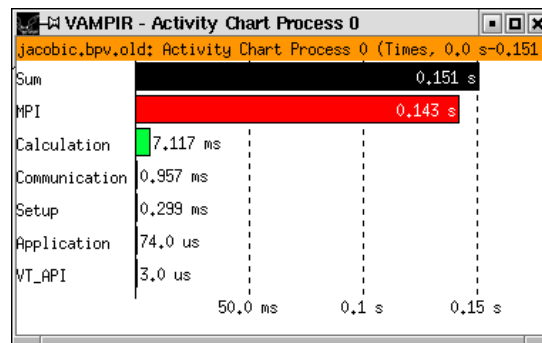 VAMPIR - Activity Chart Process 0
jacobic.bpv.old: Activity Chart Process 0 (Times, 0.0 s-0.151
Sum 0.151 s
MPI 0.143 s
Calculation 7.117 ms
Communication 0.957 ms
Setup 0.299 ms
Application 74.0 us
VT_API 3.0 us
50.0 ms 0.1 s 0.15 s